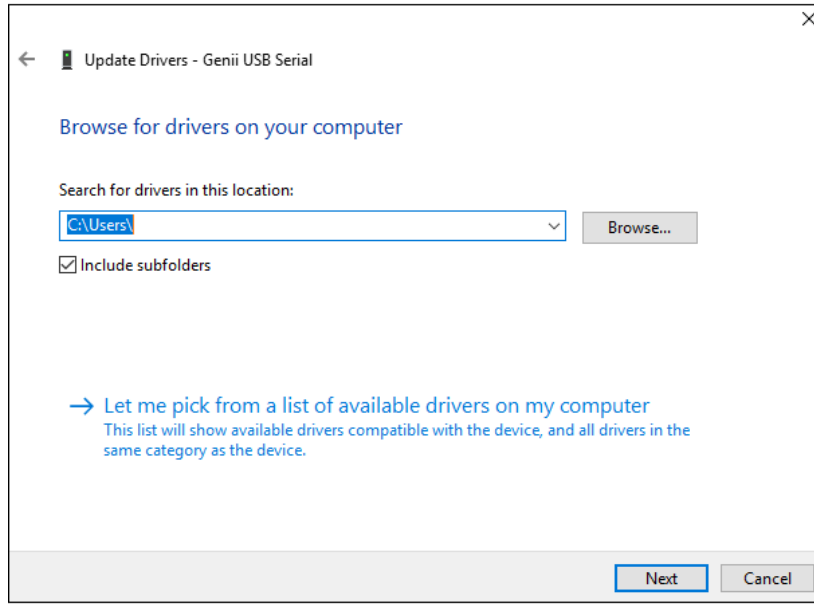 Update Drivers - Genii USB Serial
Browse for drivers on your computer
Search for drivers in this location:
C:\Users\
Browse...
Include subfolders
Let me pick from a list of available drivers on my computer
This list will show available drivers compatible with the device, and all drivers in the
same category as the device.
Next
Cancel